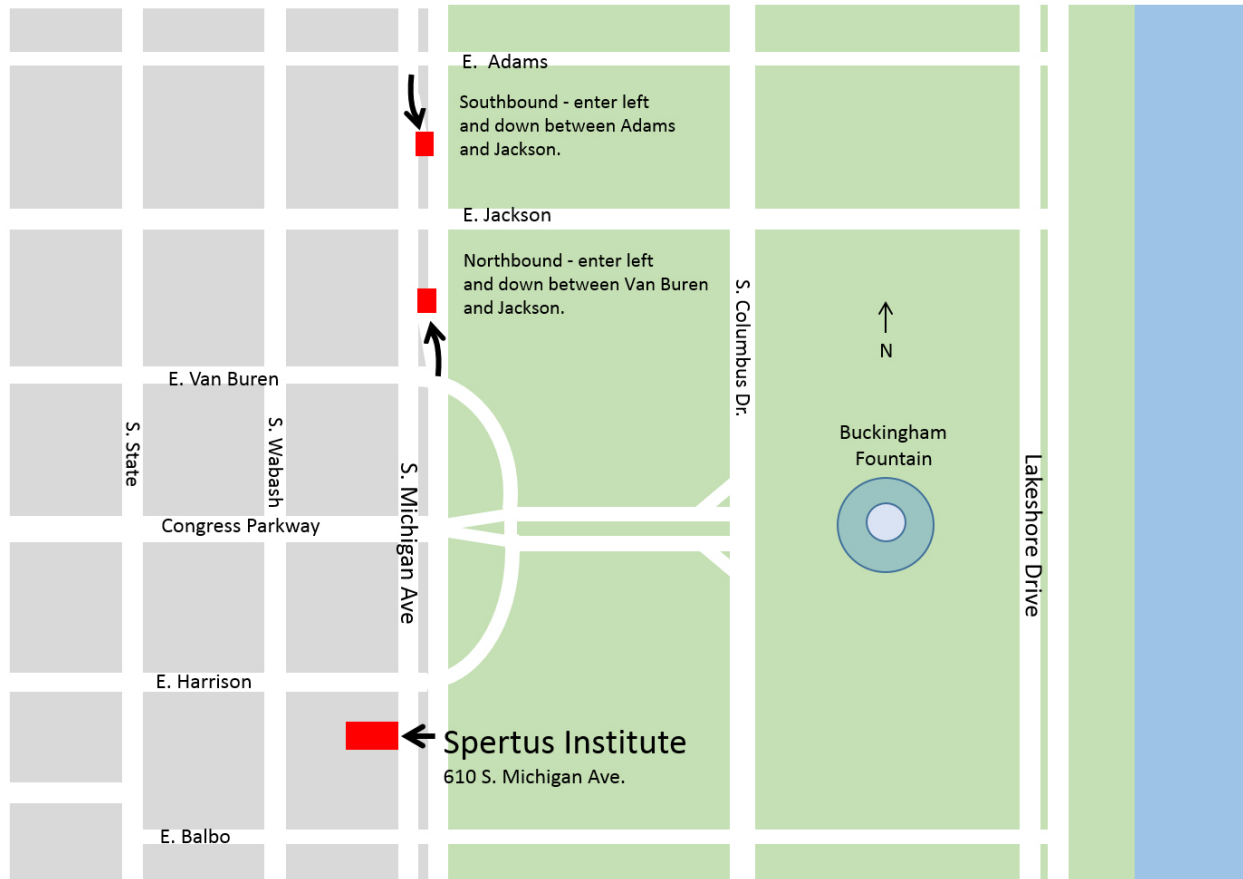 E. Adams
Southbound - enter left
and down between Adams
and Jackson.
E. Jackson
Northbound - enter left
and down between Van Buren
and Jackson.
S. Columbus Dr.
N
E. Van Buren
S. State
S. Wabash
S. Michigan Ave
Buckingham
Fountain
Lakeshore Drive
Congress Parkway
E. Harrison
Spertus Institute
610 S. Michigan Ave.
E. Balbo